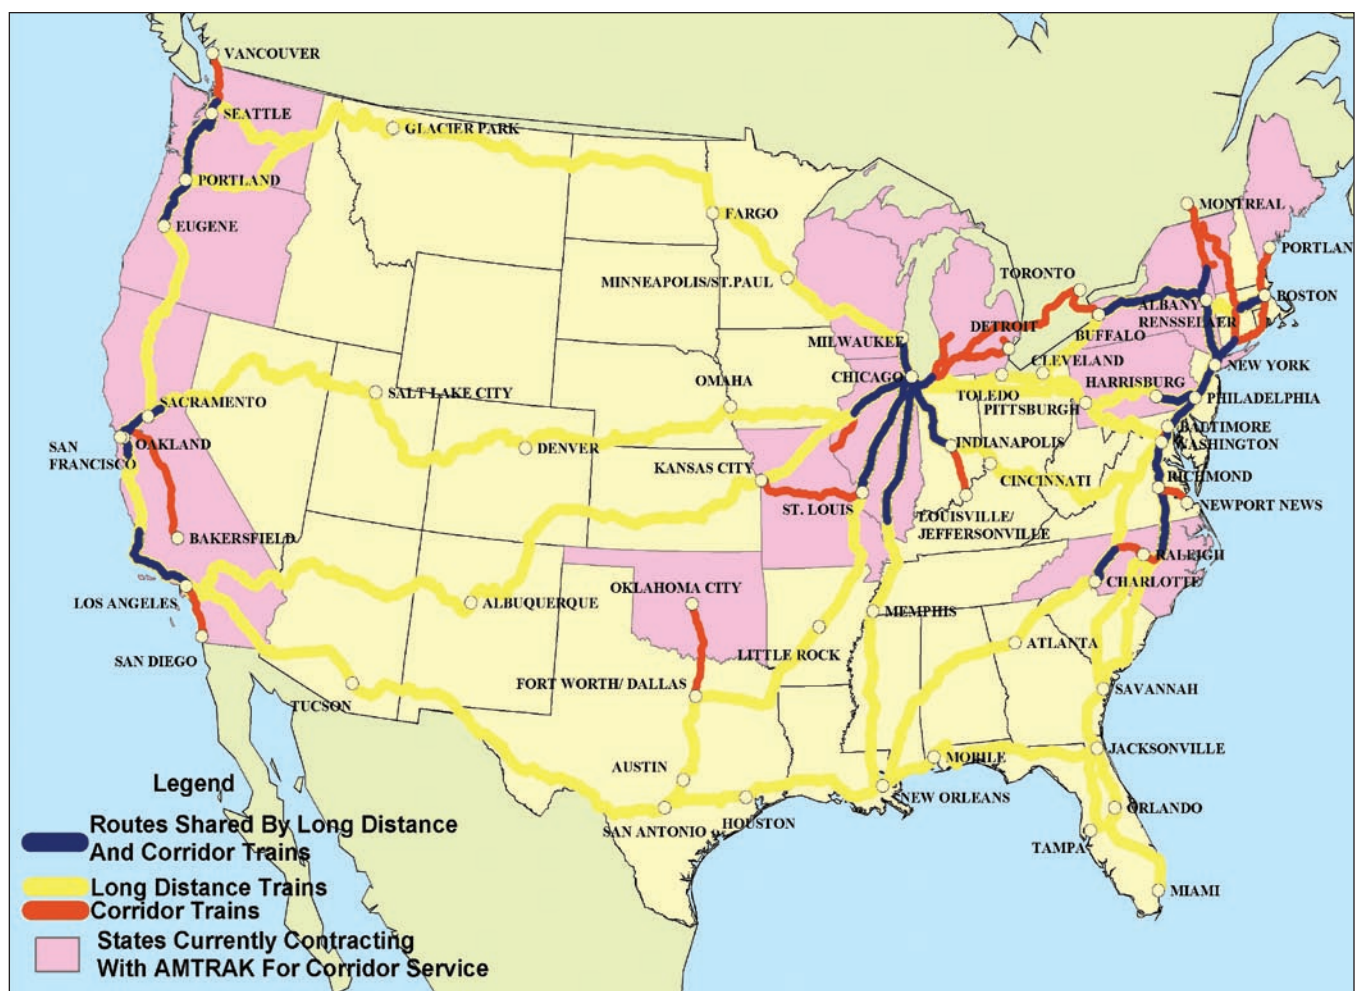 VANCOUVER
SEATTLE
GLACIER PARK
PORTLAND
EUGENE
FARGO
MINNEAPOLIS/ST.PAUL
MONTREAL
PORTLAN
TORONTO
BOSTON
ALBANY
RENSSELAER
DETROIT
BUFFALO
MILWAUKEE
CLEVELAND
NEW YORK
CHICAGO
OMAHA
HARRISBURG
TOLEDO
PITTSBURGH
PHILADELPHIA
SALT LAKE CITY
SACRAMENTO
BALTIMORE
WASHINGTON
OAKLAND
SAN
FRANCISCO
DENVER
INDIANAPOLIS
KANSAS CITY
CINCINNATI
RICHMOND
ST. LOUIS
NEWPORT NEWS
LOUISVILLE/
JEFFERSONVILLE
BAKERSFIELD
RALEIGH
CHARLOTTE
OKLAHOMA CITY
LOS ANGELES
ALBUQUERQUE
MEMPHIS
ATLANTA
LITTLE ROCK
SAN DIEGO
FORT WORTH/ DALLAS
SAVANNAH
TUCSON
JACKSONVILLE
MOBILE
AUSTIN
NEW ORLEANS
ORLANDO
SAN ANTONIO
HOUSTON
TAMPA
MIAMI
Legend
Routes Shared By Long Distance
And Corridor Trains
Long Distance Trains
Corridor Trains
States Currently Contracting
With AMTRAK For Corridor Service